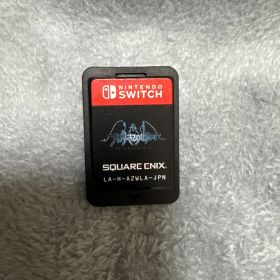 NINTENDO
SWITCH
SQUARE ENIX
LA-H-AZWLA-JPN